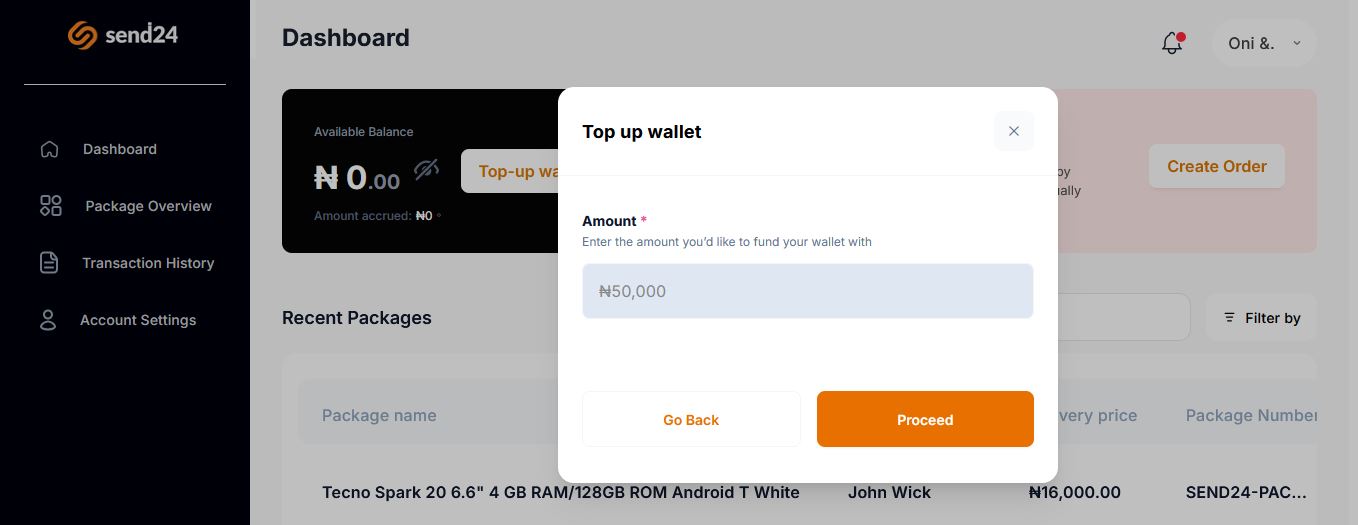 send24
Dashboard
Package Overview
Transaction History
Account Settings
Dashboard
Oni &.
Available Balance
₦ 0.00
Top-up wa
Amount accrued: ₦0
by
ually
Create Order
Top up wallet
Amount *
Enter the amount you’d like to fund your wallet with
₦50,000
Go Back
Proceed
Recent Packages
Filter by
Package name
very price
Package Number
Tecno Spark 20 6.6" 4 GB RAM/128GB ROM Android T White
John Wick
₦16,000.00
SEND24-PAC...